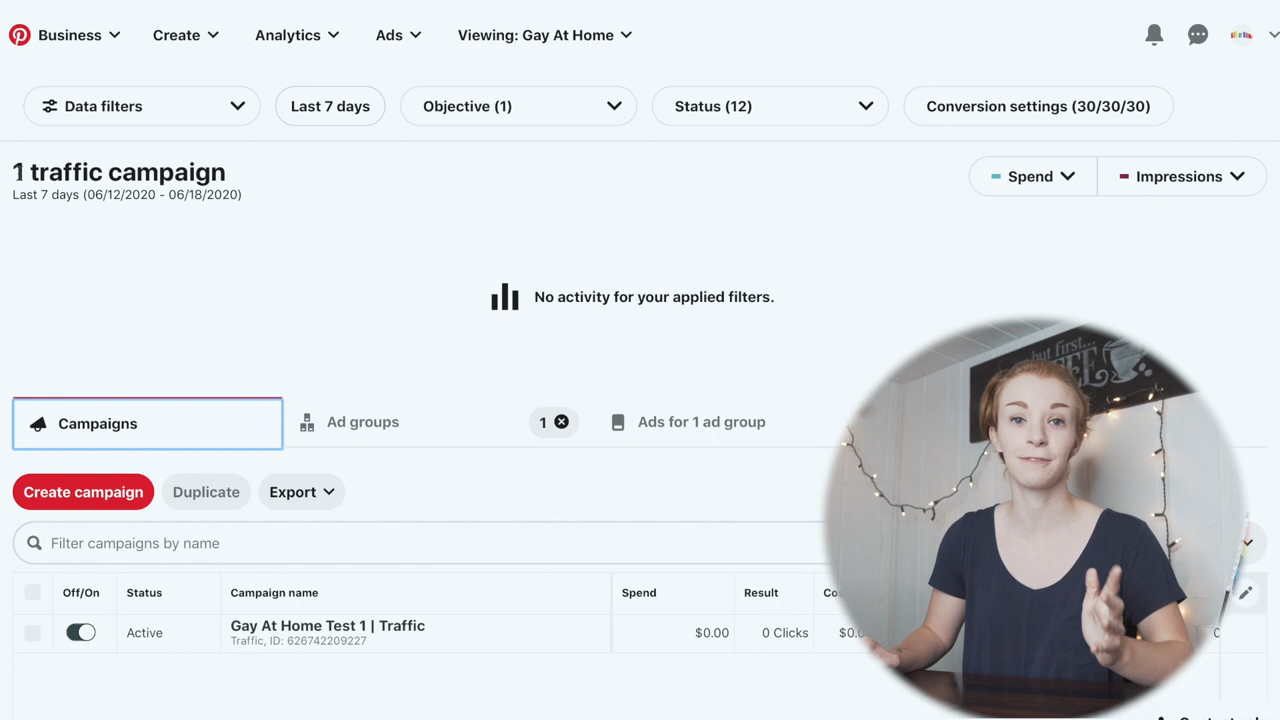 Business Create Analytics Ads Viewing: Gay At Home
Data filters Last 7 days Objective (1) Status (12) Conversion settings (30/30/30)
1 traffic campaign
Last 7 days (06/12/2020 - 06/18/2020)
Spend Impressions
No activity for your applied filters.
but first...
Campaigns Ad groups 1 Ads for 1 ad group
Create campaign Duplicate Export
Filter campaigns by name
Off/On Status Campaign name Spend Result
Active Gay At Home Test 1 | Traffic $0.00 0 Clicks
Traffic, ID: 626742209227